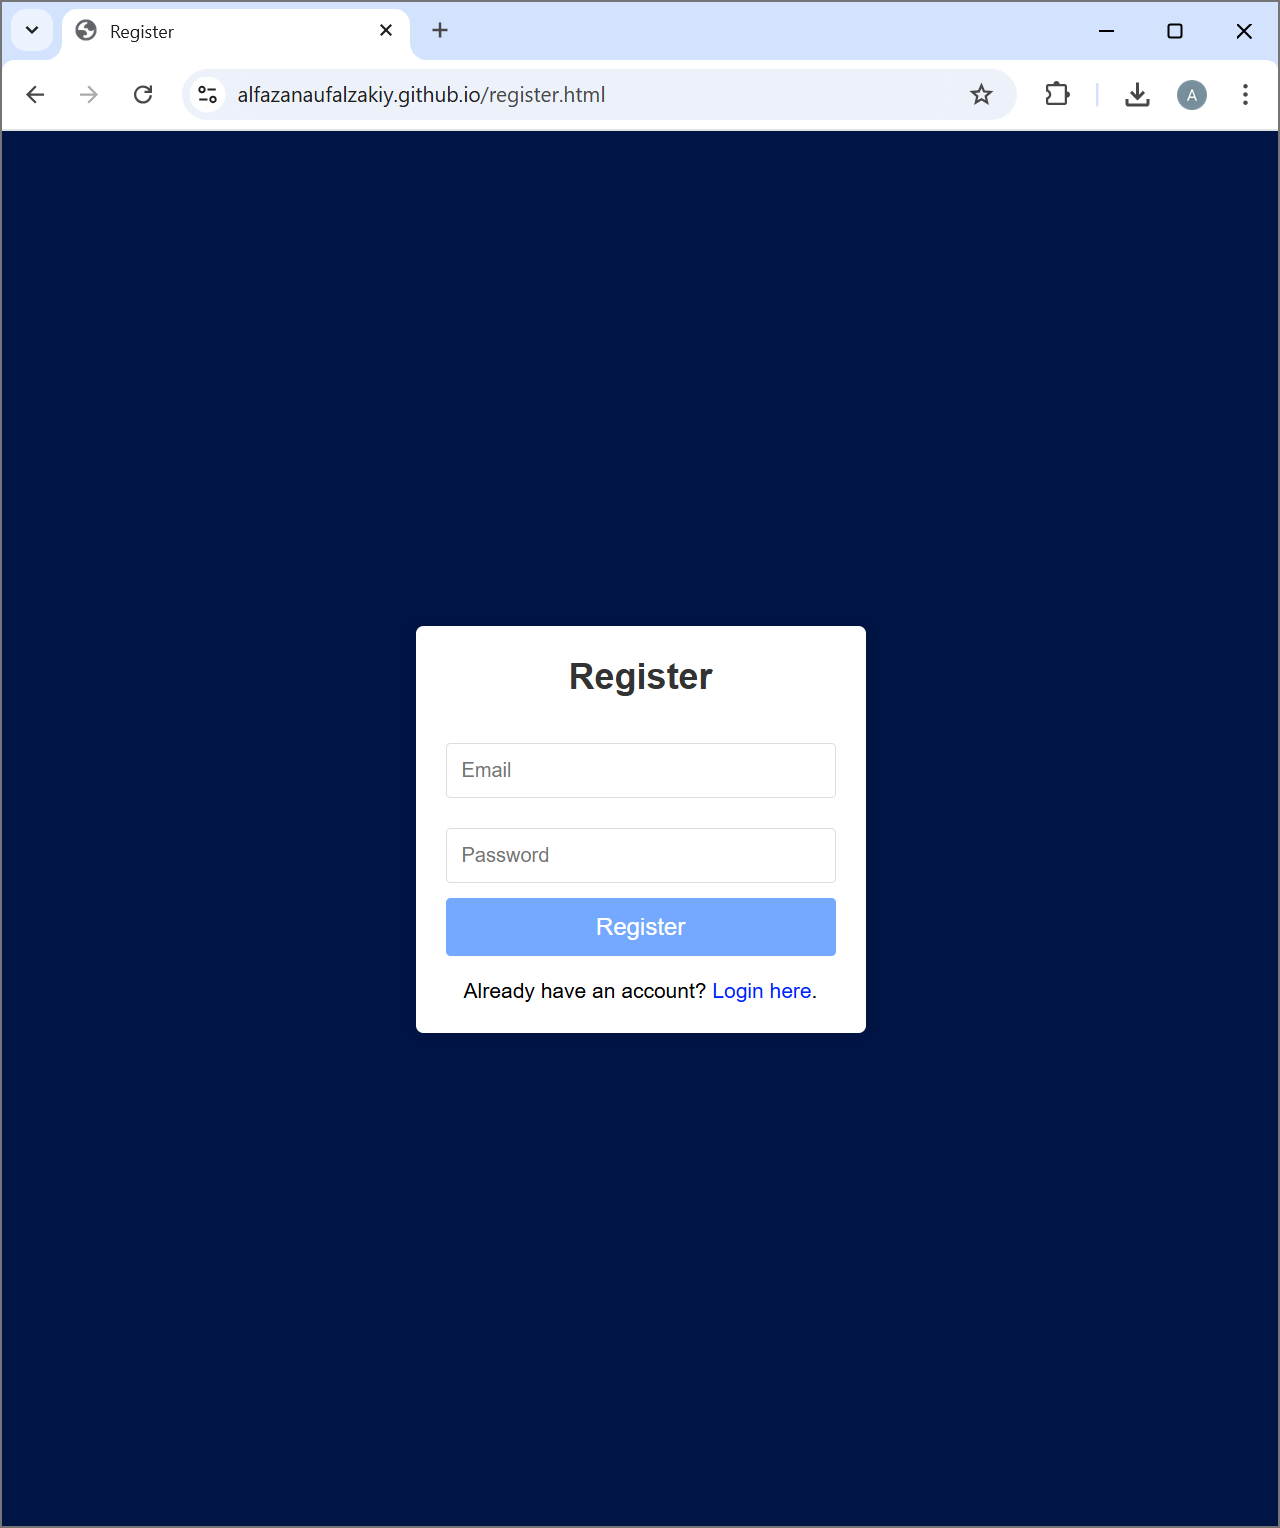 Register
alfazanaufalzakiy.github.io/register.html
A
Register
Email
Password
Register
Already have an account? Login here.